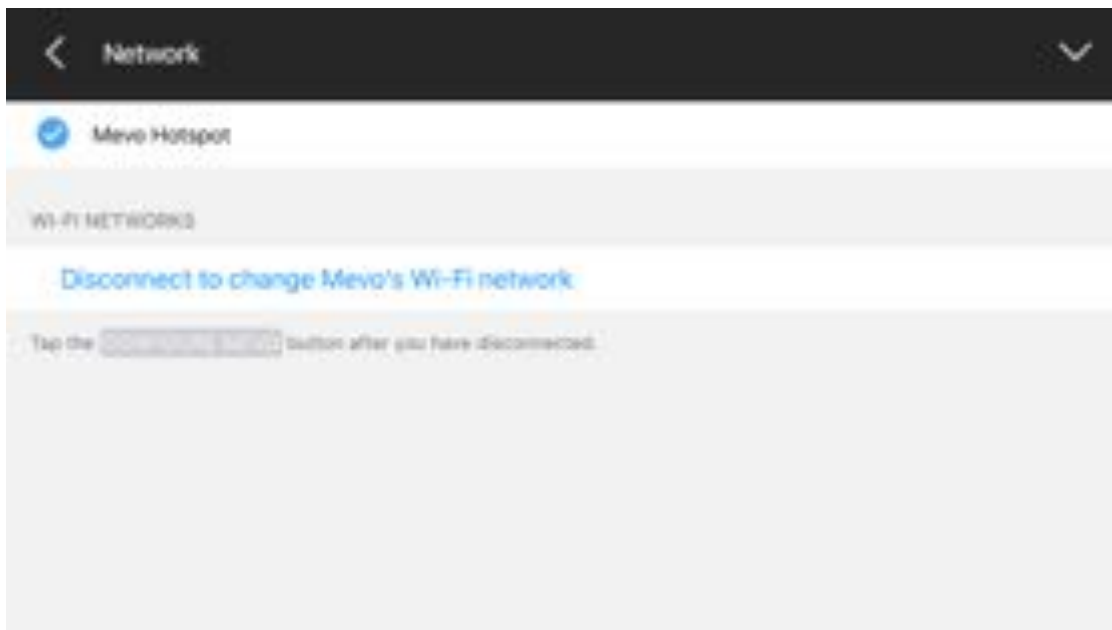 Network
Mevo Hotspot
WI-FI NETWORKS
Disconnect to change Mevo's Wi-Fi network
Tap the button after you have disconnected.